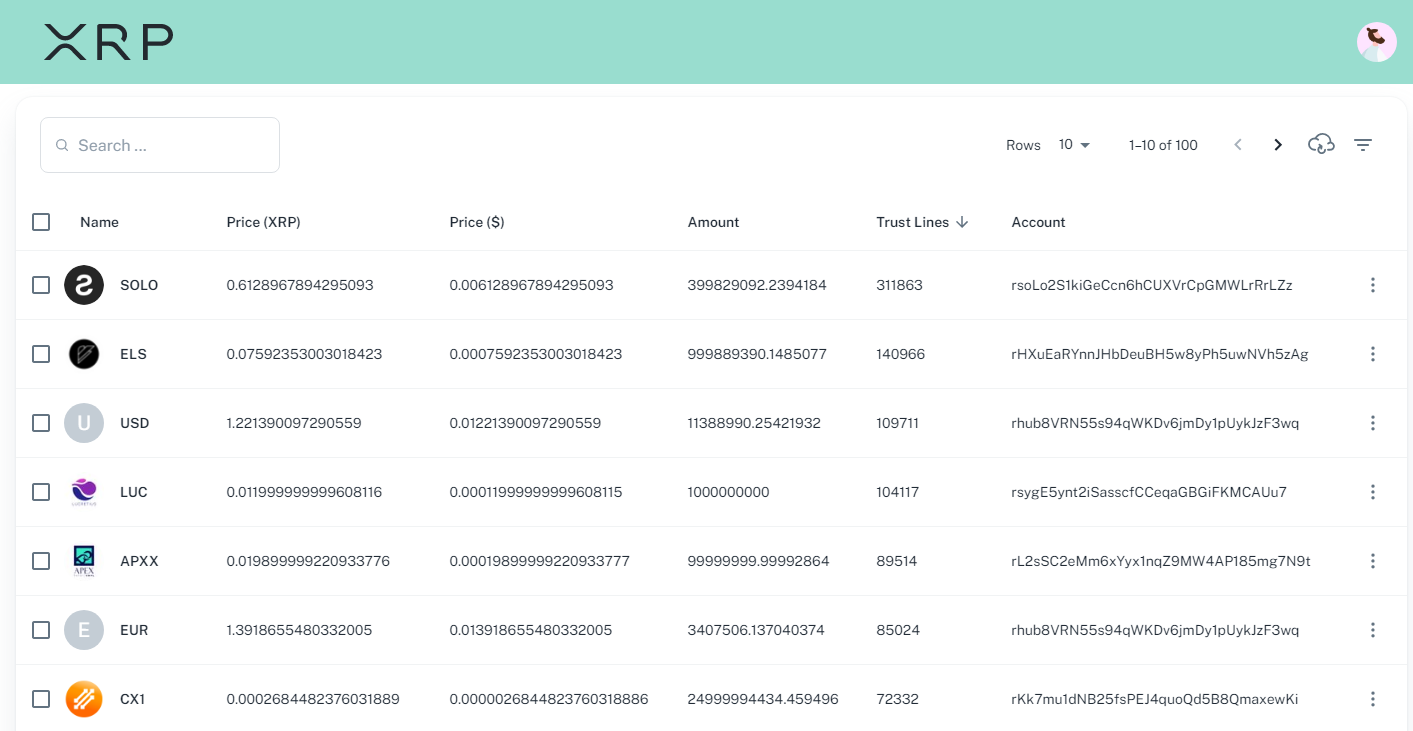 XRP
Search ...
Rows 10 1–10 of 100
Name Price (XRP) Price ($) Amount Trust Lines Account
SOLO 0.6128967894295093 0.006128967894295093 399829092.2394184 311863 rsoLo2S1kiGeCcn6hCUXVrCpGMWLrRrLZz
ELS 0.07592353003018423 0.0007592353003018423 999889390.1485077 140966 rHXuEaRYnnJHbDeuBH5w8yPh5uwNVh5zAg
U USD 1.221390097290559 0.01221390097290559 11388990.25421932 109711 rhub8VRN55s94qWKDv6jmDy1pUykJzF3wq
LUC 0.011999999999608116 0.00011999999999608115 1000000000 104117 rsygE5ynt2iSasscfCCeqaGBGiFKMCAUu7
APEX APXX 0.019899999220933776 0.00019899999220933777 99999999.99992864 89514 rL2sSC2eMm6xYyx1nqZ9MW4AP185mg7N9t
E EUR 1.3918655480332005 0.013918655480332005 3407506.137040374 85024 rhub8VRN55s94qWKDv6jmDy1pUykJzF3wq
CX1 0.0002684482376031889 0.0000026844823760318886 24999994434.459496 72332 rKk7mu1dNB25fsPEJ4quoQd5B8QmaxewKi